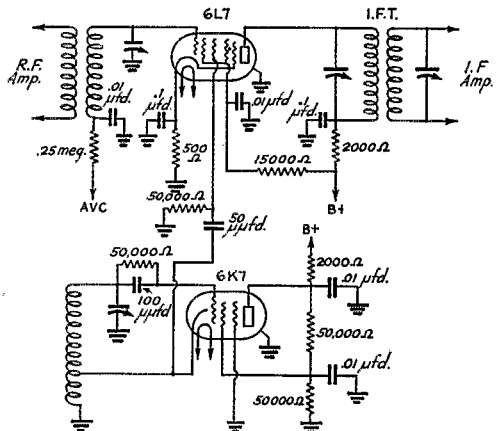 6L7
I.F.T.
R.F.
Amp.
I.F
Amp.
.01
µfd.
.1
µfd.
500
Ω
.01µfd
.1
µfd.
2000Ω
15000Ω
B+
.25 meg.
AVC
50,000Ω
50
µµfd.
B+
50,000Ω
100
µµfd
6K7
2000Ω
.01 µfd.
50,000Ω
.01 µfd.
50000Ω